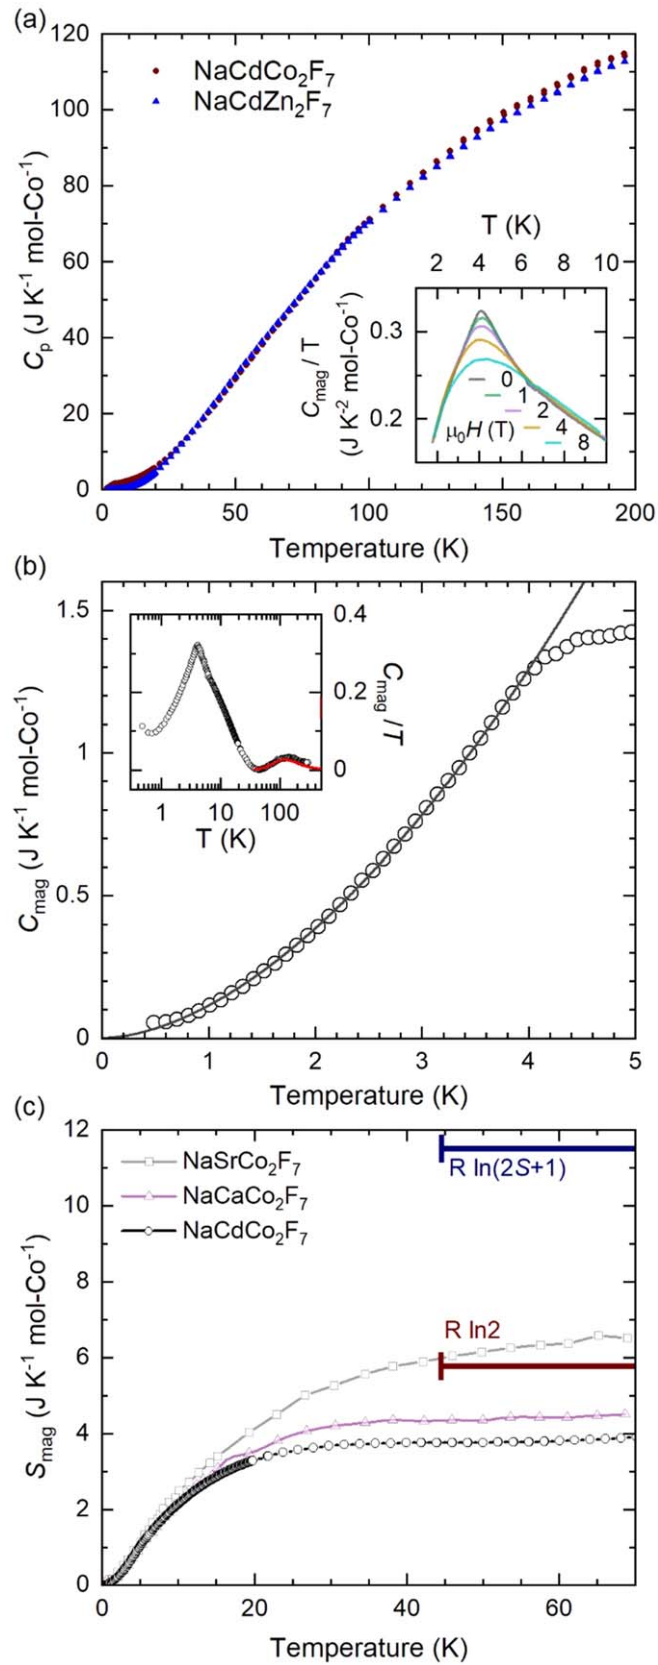 (a)
120
100
80
60
40
20
0
C_p (J K^-1 mol-Co^-1)
NaCdCo₂F₇
NaCdZn₂F₇
T (K)
2 4 6 8 10
0.3
0.2
C_mag / T
(J K^-2 mol-Co^-1)
0
1
2
4
8
μ₀H (T)
50 100 150 200
Temperature (K)
(b)
1.5
1
0.5
0
C_mag (J K^-1 mol-Co^-1)
0.4
0.2
0
C_mag /T
1 10 100
T (K)
0 1 2 3 4 5
Temperature (K)
(c)
12
10
8
6
4
2
0
S_mag (J K^-1 mol-Co^-1)
NaSrCo₂F₇
NaCaCo₂F₇
NaCdCo₂F₇
R ln(2S+1)
R ln2
0 20 40 60
Temperature (K)